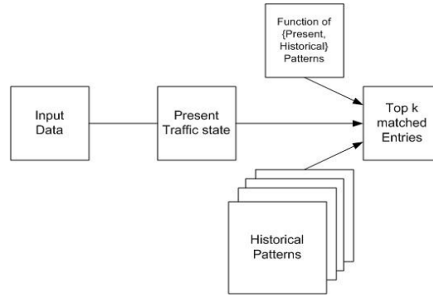 Function of
{Present,
Historical}
Patterns
Input
Data
Present
Traffic state
Top k
matched
Entries
Historical
Patterns